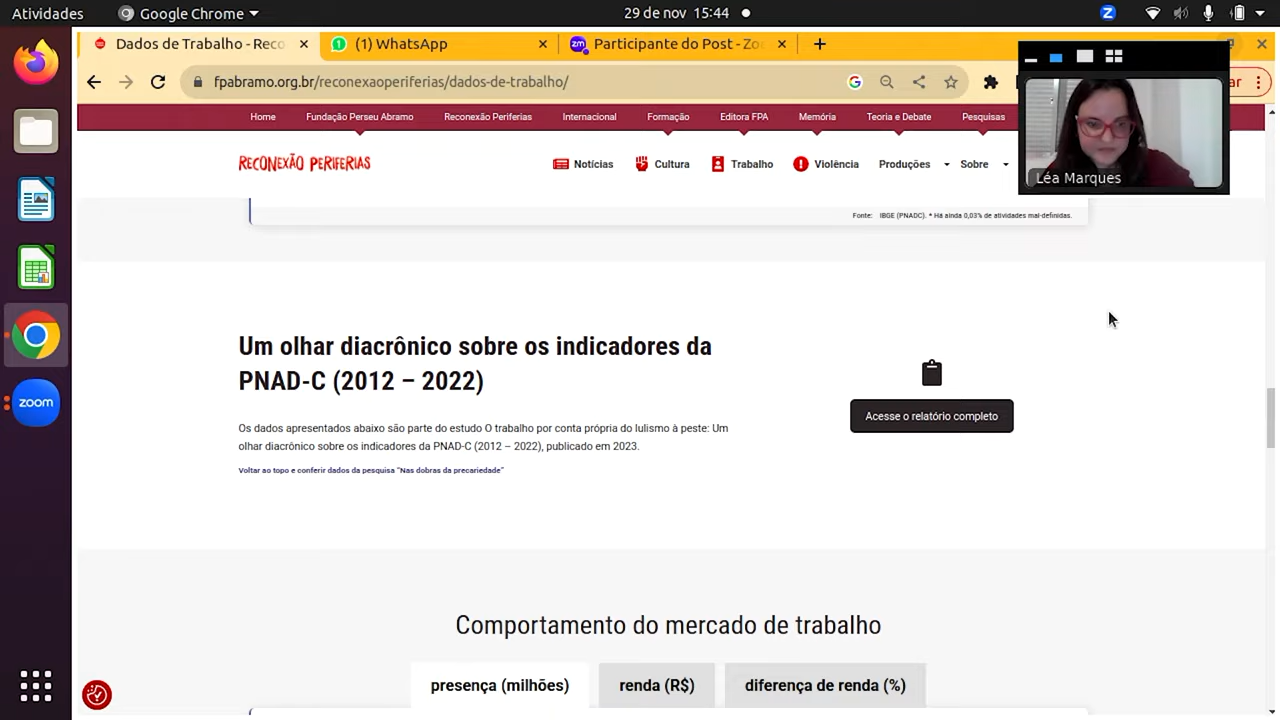 Atividades
Google Chrome
29 de nov 15:44
Dados de Trabalho - Reco
(1) WhatsApp
Participante do Post - Zo
fpabramo.org.br/reconexaoperiferias/dados-de-trabalho/
Home
Fundação Perseu Abramo
Reconexão Periferias
Internacional
Formação
Editora FPA
Memória
Teoria e Debate
Pesquisas
RECONEXÃO PERIFERIAS
Notícias
Cultura
Trabalho
Violência
Produções
Sobre
Léa Marques
Fonte: IBGE (PNADC). * Há ainda 0,03% de atividades mal-definidas.
Um olhar diacrônico sobre os indicadores da
PNAD-C (2012 – 2022)
Os dados apresentados abaixo são parte do estudo O trabalho por conta própria do lulismo à peste: Um
olhar diacrônico sobre os indicadores da PNAD-C (2012 – 2022), publicado em 2023.
Voltar ao topo e conferir dados da pesquisa “Nas dobras da precariedade”
Acesse o relatório completo
Comportamento do mercado de trabalho
presença (milhões)
renda (R$)
diferença de renda (%)
zoom